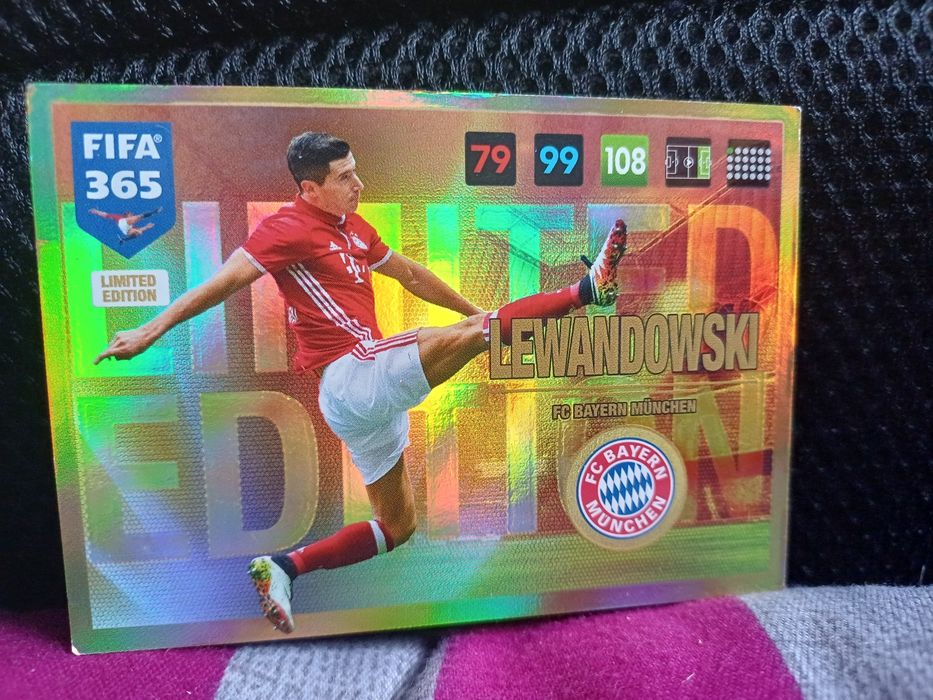 FIFA®
365
79
99
108
LIMITED
EDITION
LIMITED
EDITION
LEWANDOWSKI
FC BAYERN MÜNCHEN
FC BAYERN
MÜNCHEN